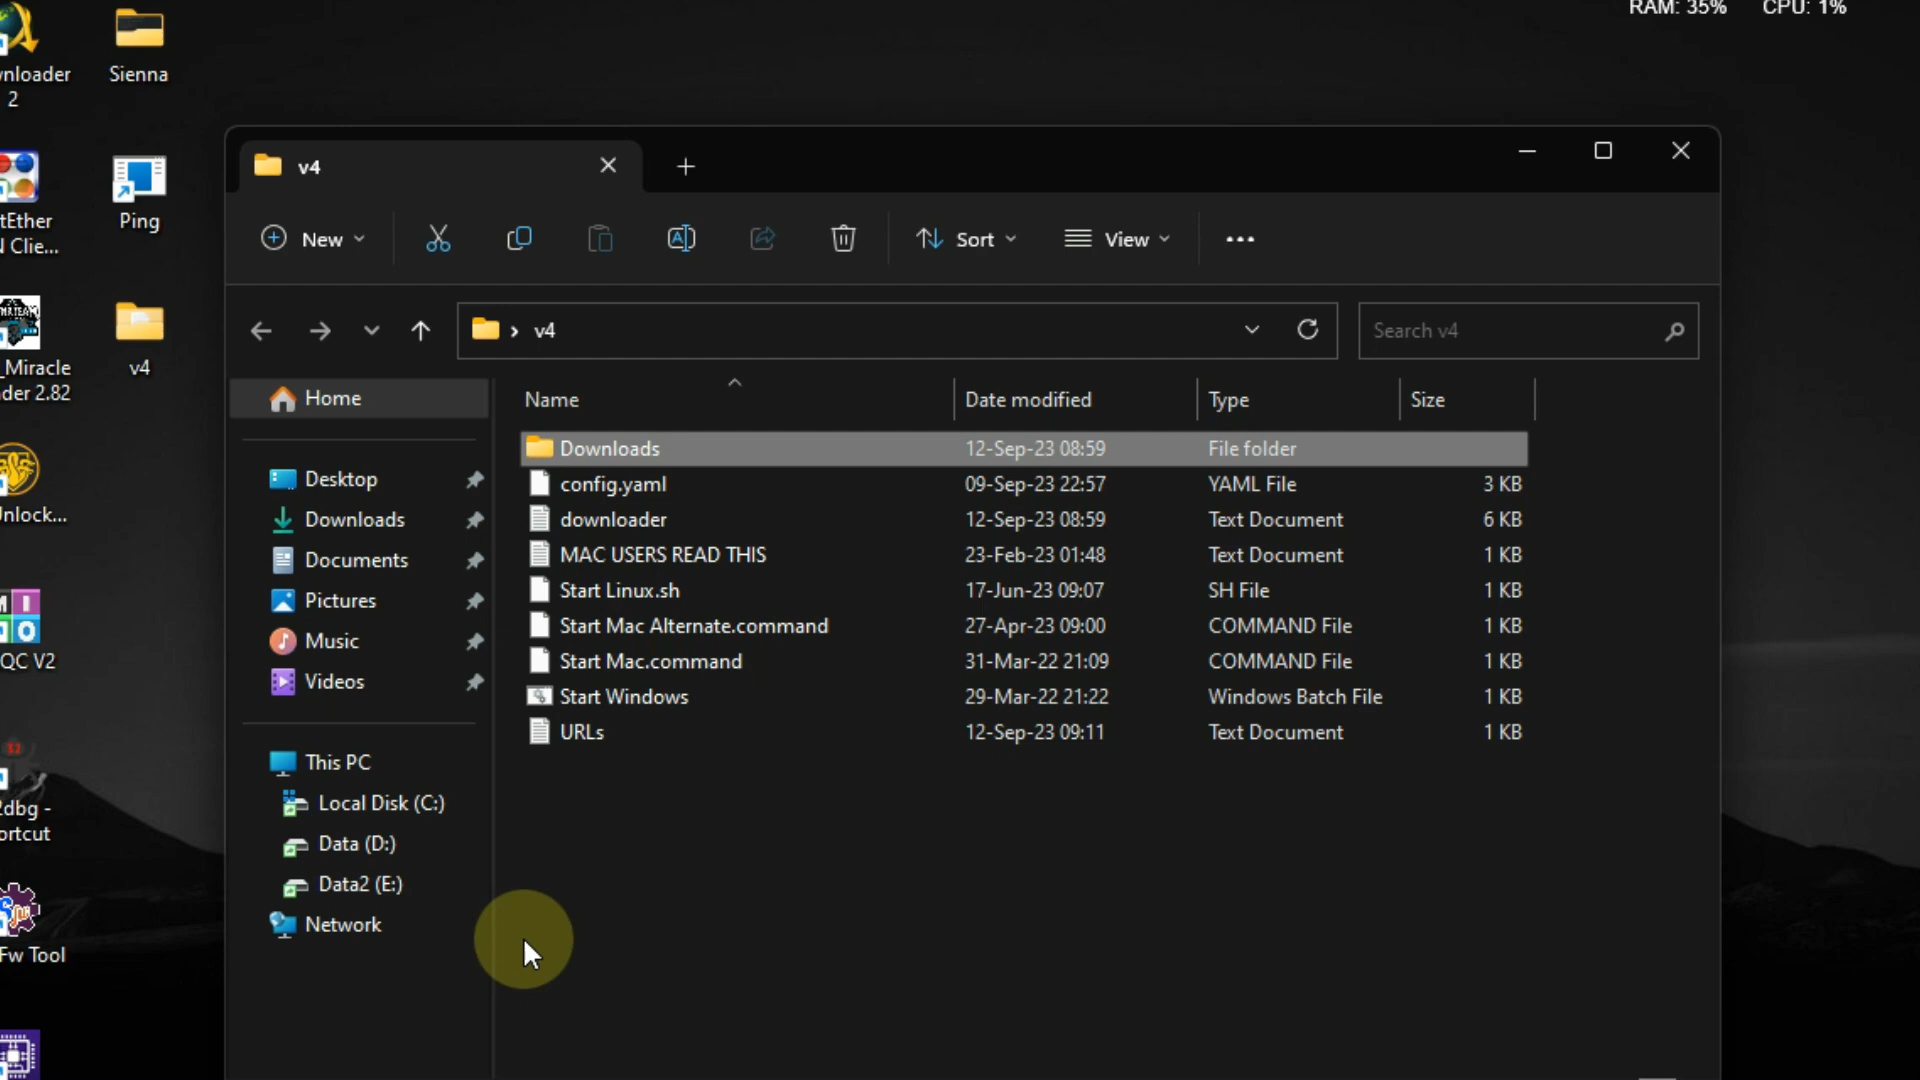 RAM: 35% CPU: 1%
wnloader
2
Sienna
tEther
N Clie...
Ping
_Miracle
der 2.82
v4
Unlock...
QC V2
2dbg -
ortcut
Fw Tool
v4
New
Sort
View
v4
Search v4
Home
Desktop
Downloads
Documents
Pictures
Music
Videos
This PC
Local Disk (C:)
Data (D:)
Data2 (E:)
Network
Name Date modified Type Size
Downloads 12-Sep-23 08:59 File folder
config.yaml 09-Sep-23 22:57 YAML File 3 KB
downloader 12-Sep-23 08:59 Text Document 6 KB
MAC USERS READ THIS 23-Feb-23 01:48 Text Document 1 KB
Start Linux.sh 17-Jun-23 09:07 SH File 1 KB
Start Mac Alternate.command 27-Apr-23 09:00 COMMAND File 1 KB
Start Mac.command 31-Mar-22 21:09 COMMAND File 1 KB
Start Windows 29-Mar-22 21:22 Windows Batch File 1 KB
URLs 12-Sep-23 09:11 Text Document 1 KB